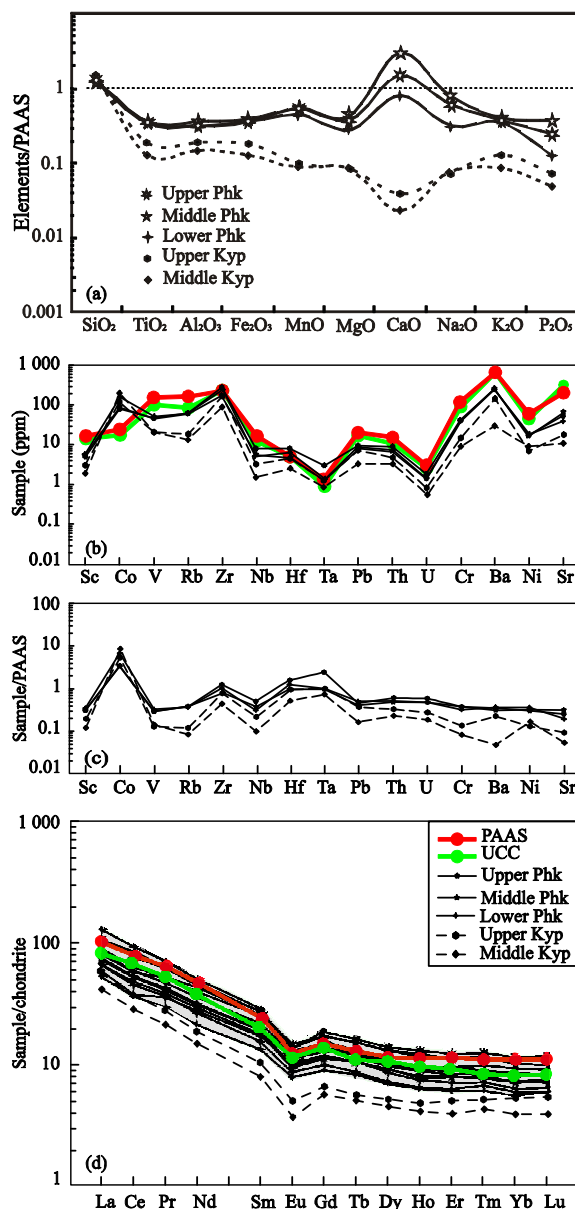 10
1
0.1
0.01
0.001
Elements/PAAS
Upper Phk
Middle Phk
Lower Phk
Upper Kyp
Middle Kyp
(a)
SiO₂ TiO₂ Al₂O₃ Fe₂O₃ MnO MgO CaO Na₂O K₂O P₂O₅
1 000
100
10
1
0.1
0.01
Sample (ppm)
(b)
Sc Co V Rb Zr Nb Hf Ta Pb Th U Cr Ba Ni Sr
100
10
1
0.1
0.01
Sample/PAAS
(c)
Sc Co V Rb Zr Nb Hf Ta Pb Th U Cr Ba Ni Sr
1 000
100
10
1
Sample/chondrite
PAAS
UCC
Upper Phk
Middle Phk
Lower Phk
Upper Kyp
Middle Kyp
(d)
La Ce Pr Nd Sm Eu Gd Tb Dy Ho Er Tm Yb Lu